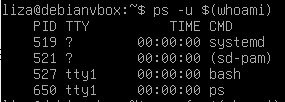 liza@debianvbox:~$ ps -u $(whoami)
    PID TTY          TIME CMD
    519 ?        00:00:00 systemd
    521 ?        00:00:00 (sd-pam)
    527 tty1     00:00:00 bash
    650 tty1     00:00:00 ps